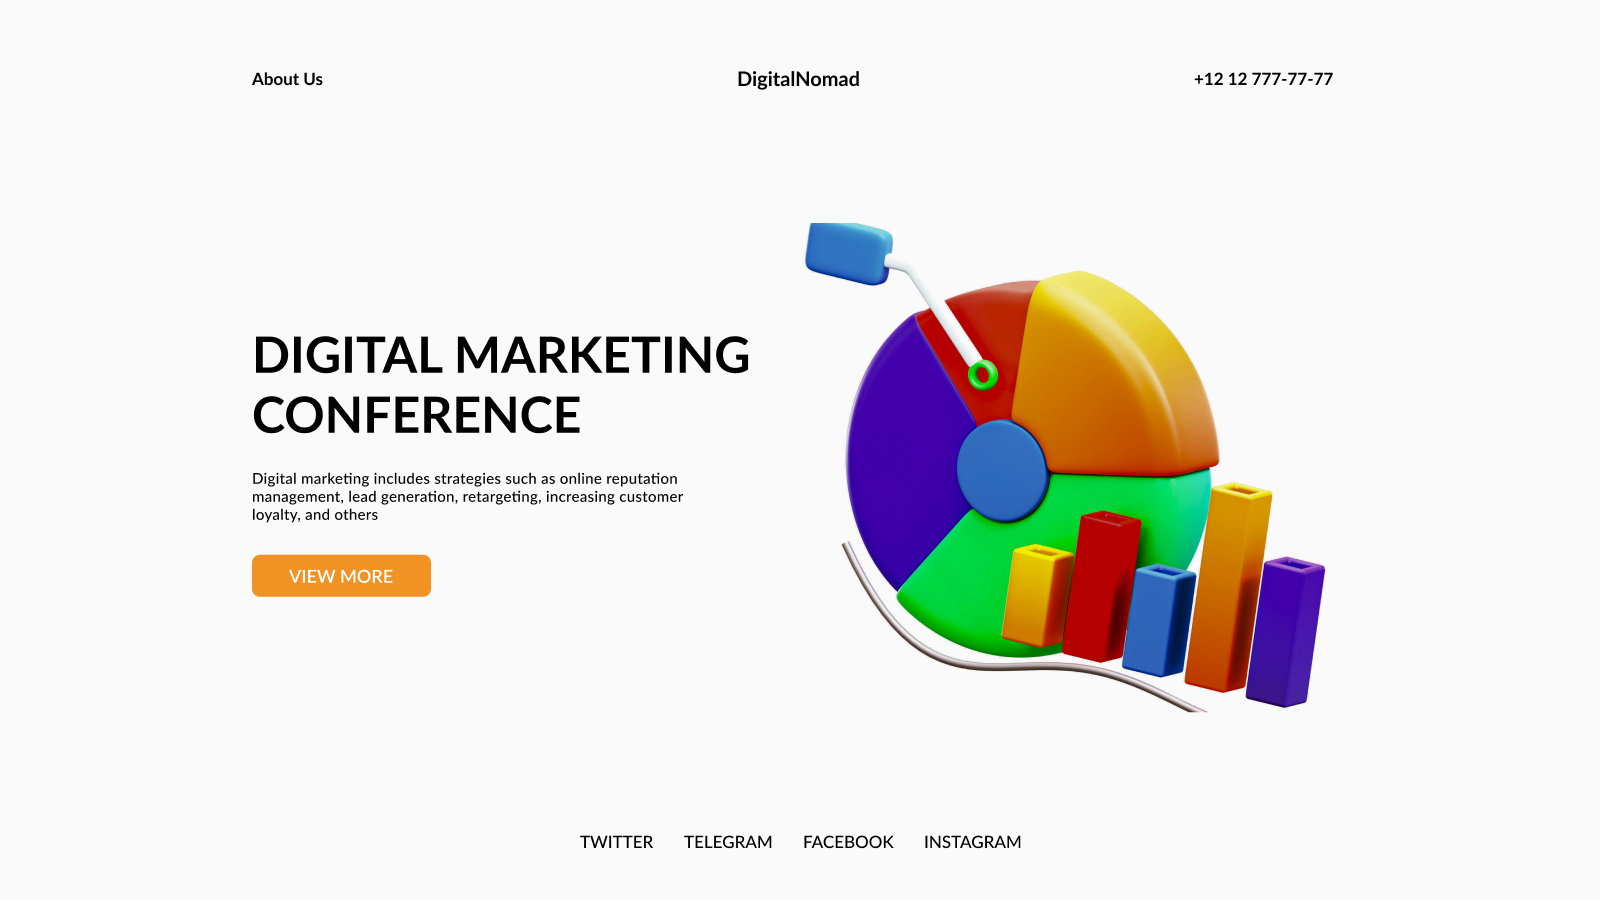 About Us
DigitalNomad
+12 12 777-77-77
DIGITAL MARKETING
CONFERENCE
Digital marketing includes strategies such as online reputation
management, lead generation, retargeting, increasing customer
loyalty, and others
VIEW MORE
TWITTER TELEGRAM FACEBOOK INSTAGRAM